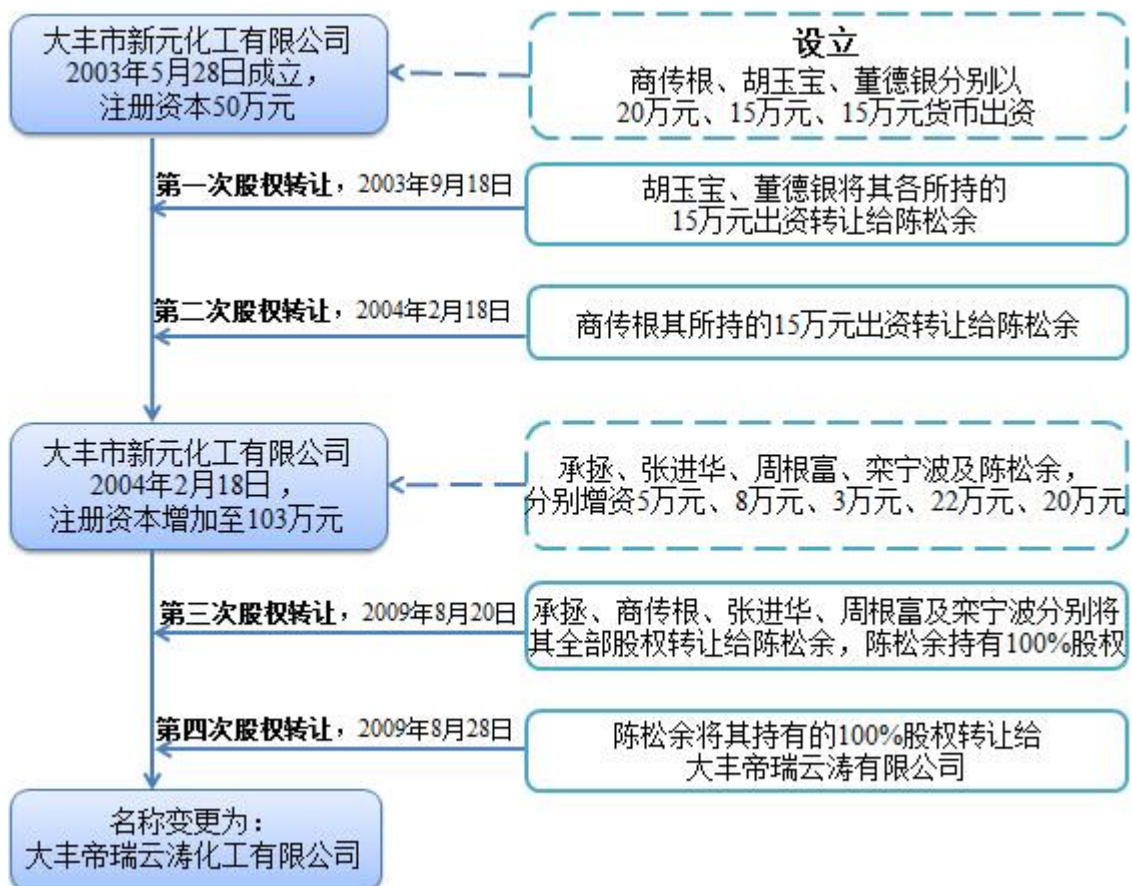 大丰市新元化工有限公司
2003年5月28日成立，
注册资本50万元
设立
商传根、胡玉宝、董德银分别以
20万元、15万元、15万元货币出资
第一次股权转让，2003年9月18日
胡玉宝、董德银将其各所持的
15万元出资转让给陈松余
第二次股权转让，2004年2月18日
商传根其所持的15万元出资转让给陈松余
大丰市新元化工有限公司
2004年2月18日，
注册资本增加至103万元
承拯、张进华、周根富、栾宁波及陈松余，
分别增资5万元、8万元、3万元、22万元、20万元
第三次股权转让，2009年8月20日
承拯、商传根、张进华、周根富及栾宁波分别将
其全部股权转让给陈松余，陈松余持有100%股权
第四次股权转让，2009年8月28日
陈松余将其持有的100%股权转让给
大丰帝瑞云涛有限公司
名称变更为：
大丰帝瑞云涛化工有限公司